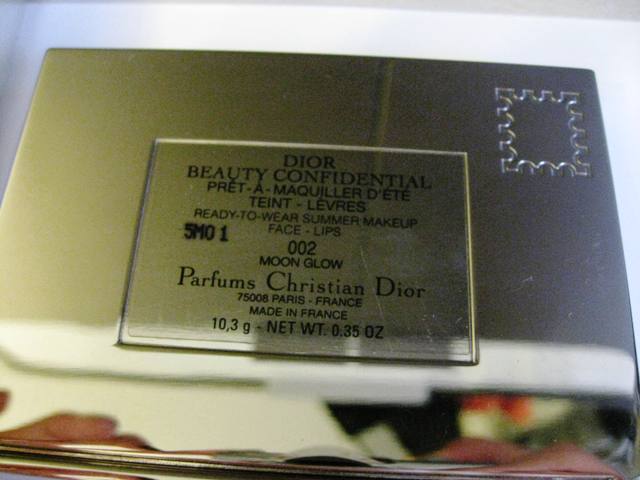 DIOR
BEAUTY CONFIDENTIAL
PRÊT-À-MAQUILLER D'ÉTÉ
TEINT - LÈVRES
READY-TO-WEAR SUMMER MAKEUP
FACE - LIPS
5M01
002
MOON GLOW
Parfums Christian Dior
75008 PARIS - FRANCE
MADE IN FRANCE
10,3 g - NET WT. 0.35 OZ